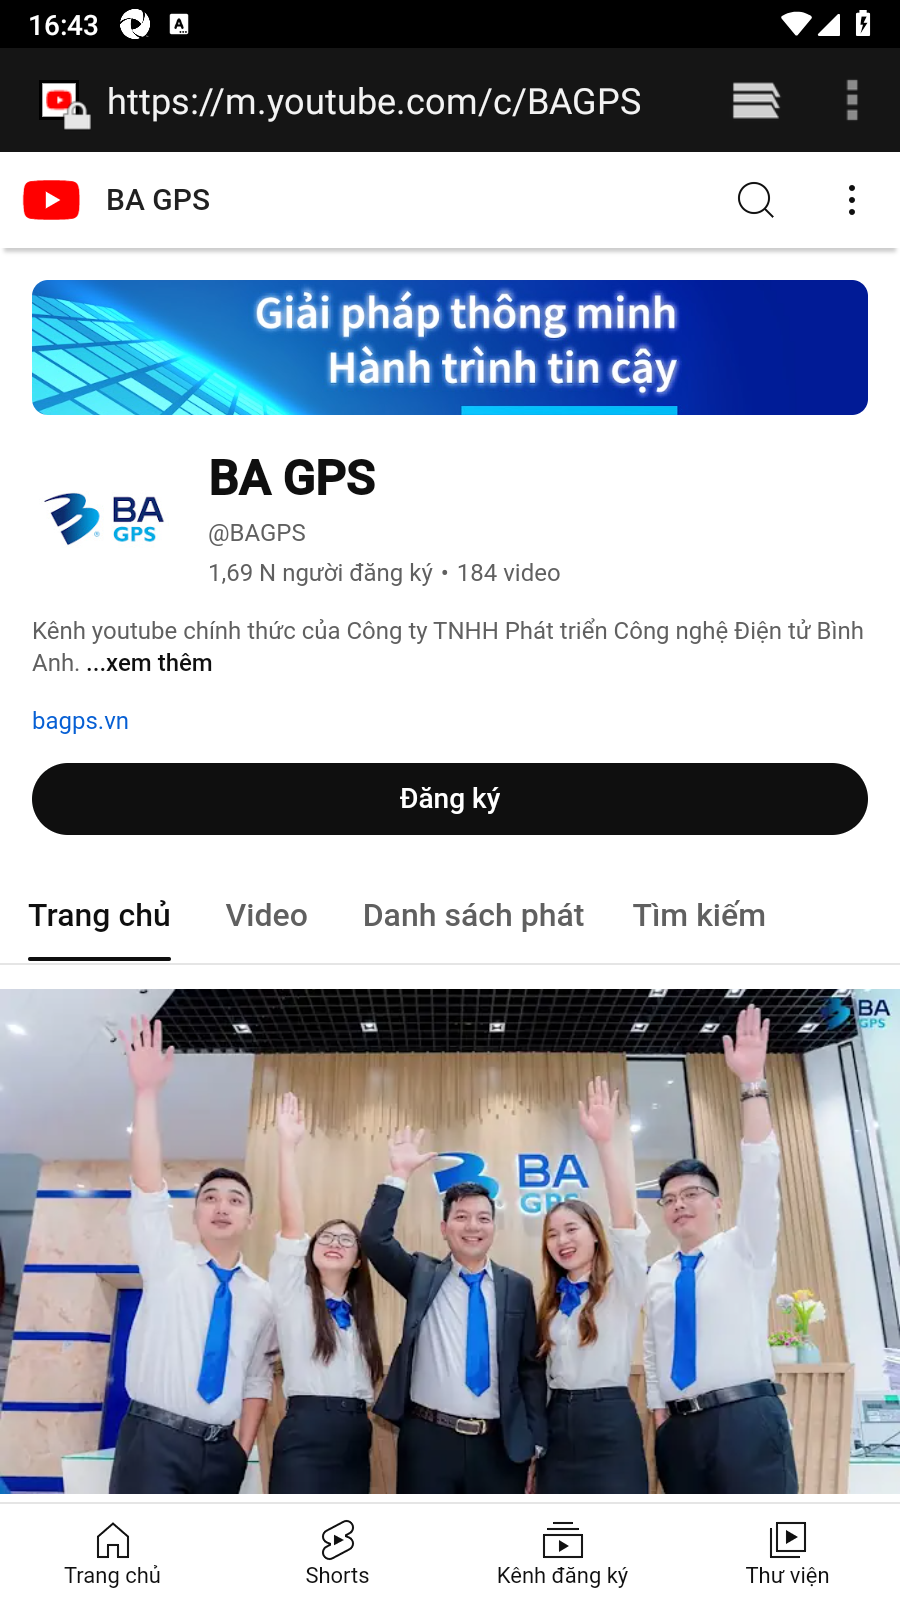 16:43
https://m.youtube.com/c/BAGPS
BA GPS
Giải pháp thông minh
Hành trình tin cậy
BA
GPS
BA GPS
@BAGPS
1,69 N người đăng ký • 184 video
Kênh youtube chính thức của Công ty TNHH Phát triển Công nghệ Điện tử Bình
Anh. ...xem thêm
bagps.vn
Đăng ký
Trang chủ Video Danh sách phát Tìm kiếm
BA
GPS
BA
GPS
Trang chủ Shorts Kênh đăng ký Thư viện